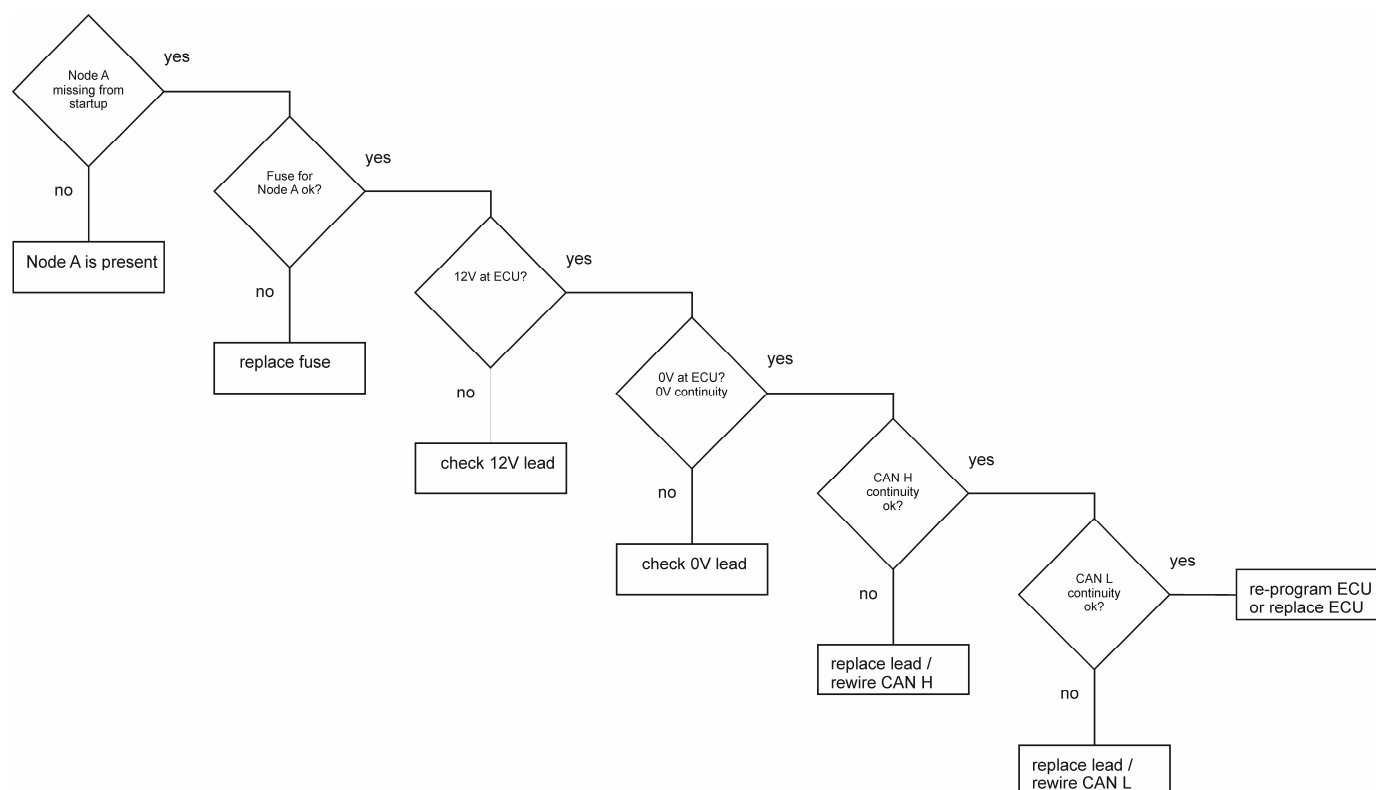 yes
Node A
missing from
startup
no
Node A is present
yes
Fuse for
Node A ok?
no
replace fuse
yes
12V at ECU?
no
check 12V lead
yes
0V at ECU?
0V continuity
no
check 0V lead
yes
CAN H
continuity
ok?
no
replace lead /
rewire CAN H
yes
CAN L
continuity
ok?
re-program ECU
or replace ECU
no
replace lead /
rewire CAN L